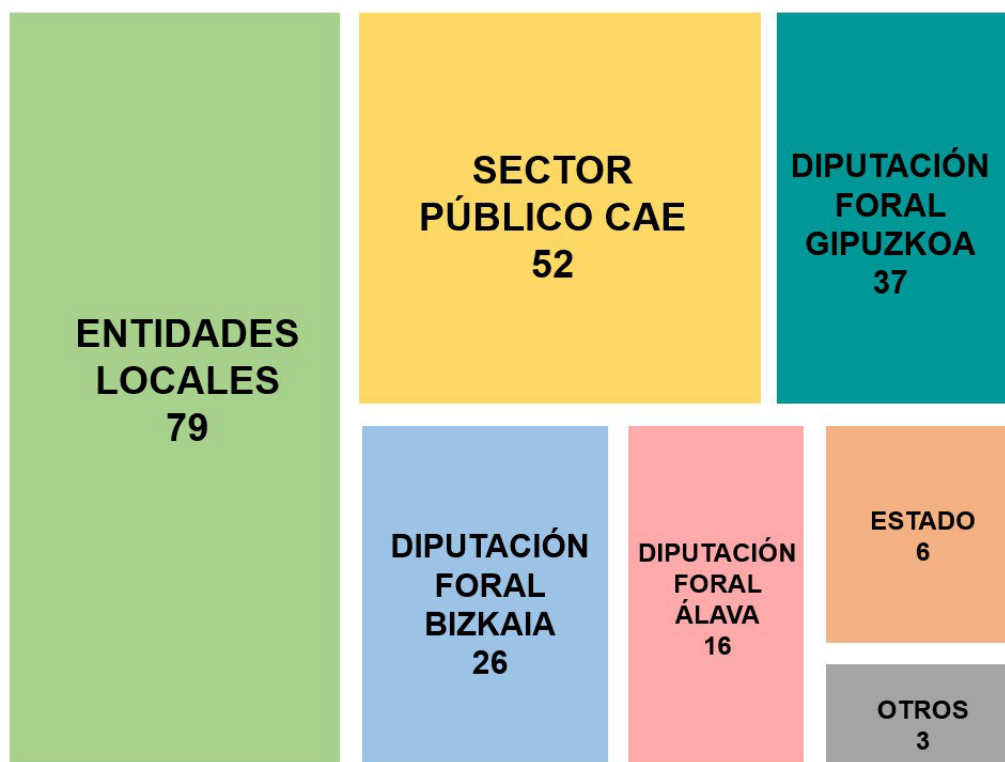 ENTIDADES
LOCALES
79
SECTOR
PÚBLICO CAE
52
DIPUTACIÓN
FORAL
GIPUZKOA
37
DIPUTACIÓN
FORAL
BIZKAIA
26
DIPUTACIÓN
FORAL
ÁLAVA
16
ESTADO
6
OTROS
3